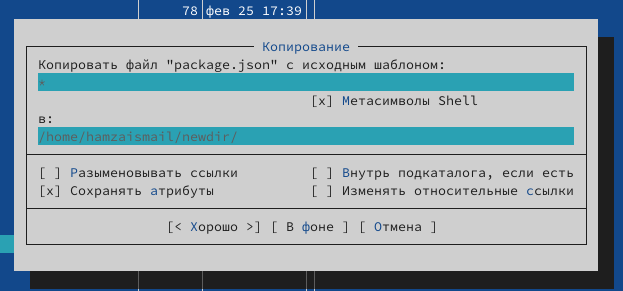 78 фев 25 17:39
Копирование
Копировать файл "package.json" с исходным шаблоном:
*
[x] Метасимволы Shell
в:
/home/hamzaismail/newdir/
[ ] Разыменовывать ссылки [ ] Внутрь подкаталога, если есть
[x] Сохранять атрибуты [ ] Изменять относительные ссылки
[< Хорошо >] [ В фоне ] [ Отмена ]